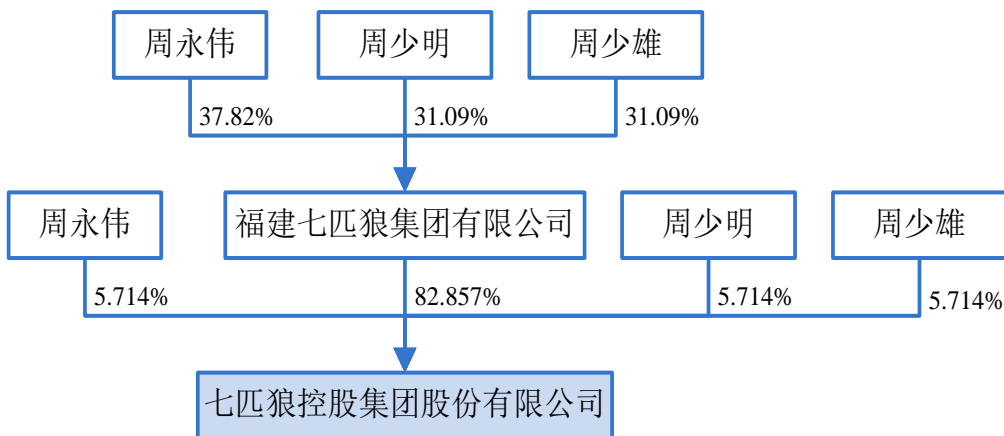 周永伟
周少明
周少雄
37.82%
31.09%
31.09%
周永伟
福建七匹狼集团有限公司
周少明
周少雄
5.714%
82.857%
5.714%
5.714%
七匹狼控股集团股份有限公司